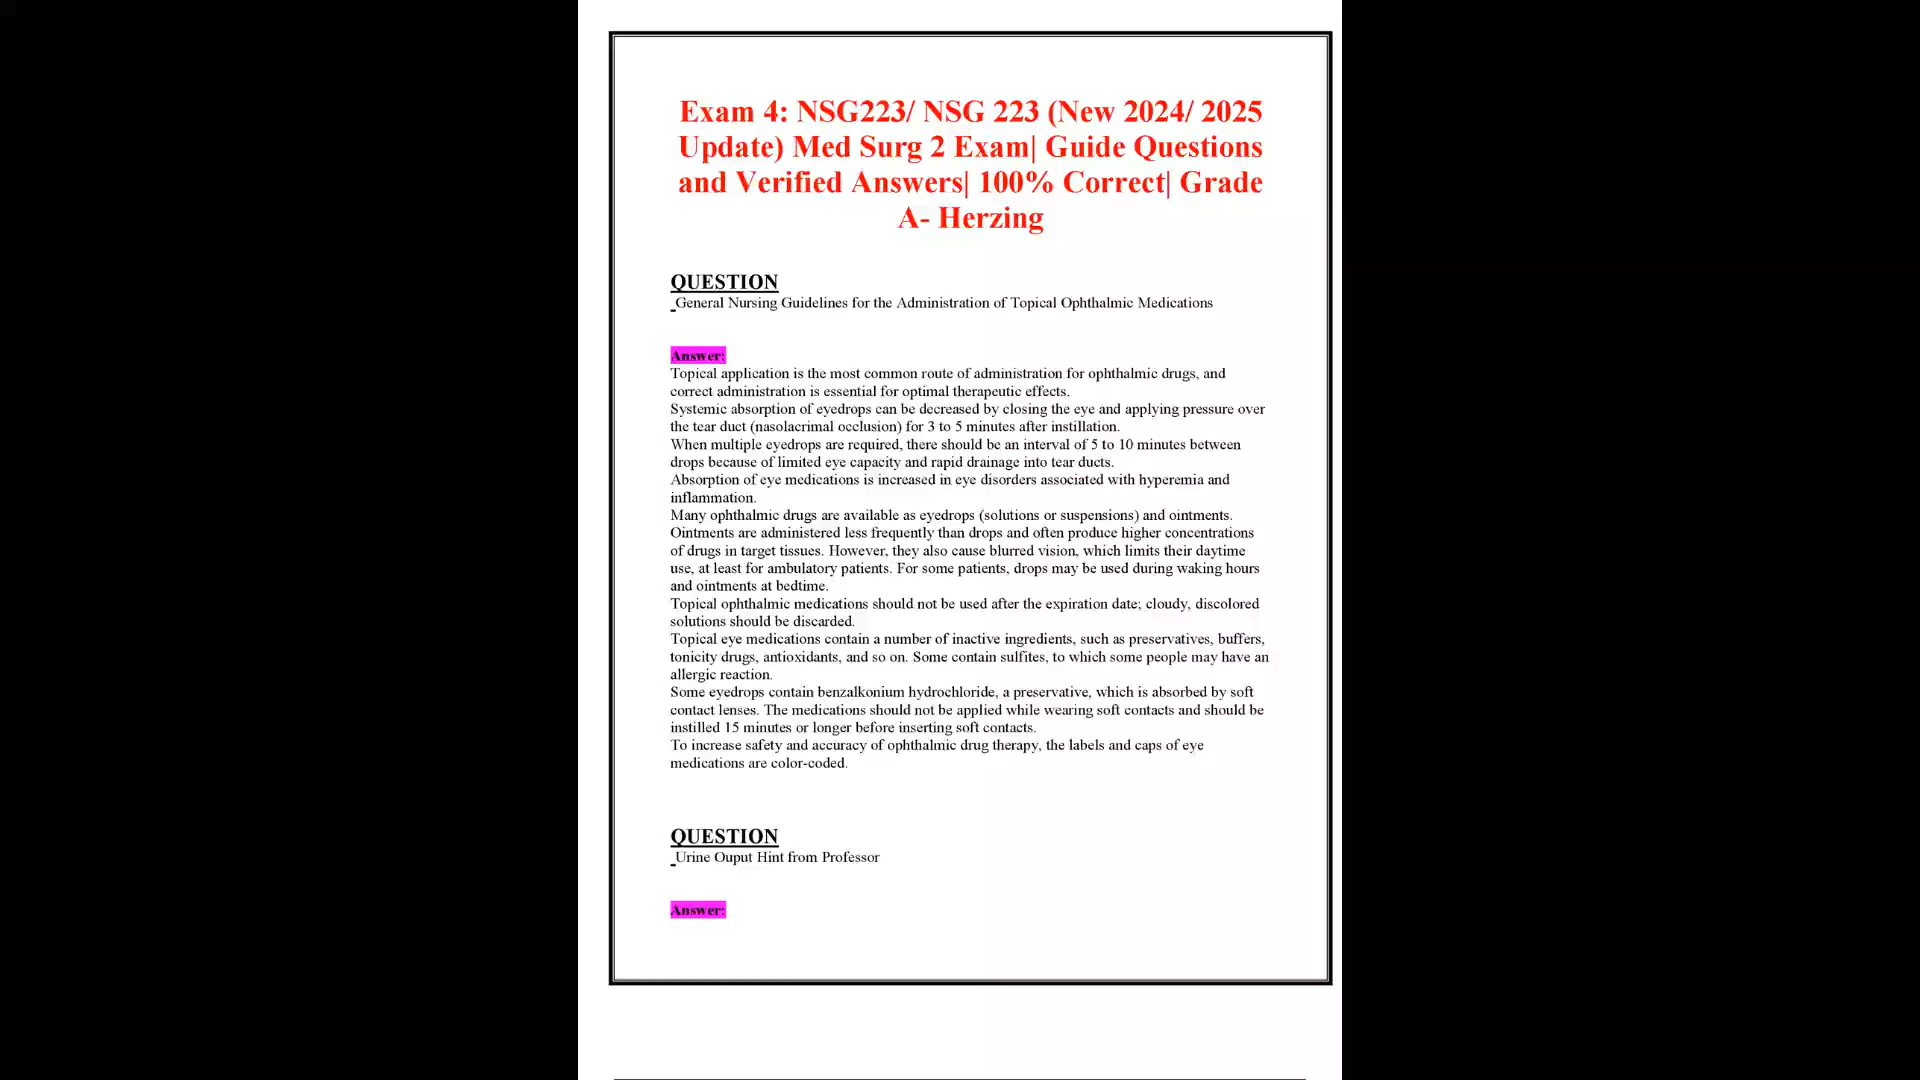 Exam 4: NSG223/ NSG 223 (New 2024/ 2025
Update) Med Surg 2 Exam| Guide Questions
and Verified Answers| 100% Correct| Grade
A- Herzing
QUESTION
General Nursing Guidelines for the Administration of Topical Ophthalmic Medications
Answer:
Topical application is the most common route of administration for ophthalmic drugs, and
correct administration is essential for optimal therapeutic effects.
Systemic absorption of eyedrops can be decreased by closing the eye and applying pressure over
the tear duct (nasolacrimal occlusion) for 3 to 5 minutes after instillation.
When multiple eyedrops are required, there should be an interval of 5 to 10 minutes between
drops because of limited eye capacity and rapid drainage into tear ducts.
Absorption of eye medications is increased in eye disorders associated with hyperemia and
inflammation.
Many ophthalmic drugs are available as eyedrops (solutions or suspensions) and ointments.
Ointments are administered less frequently than drops and often produce higher concentrations
of drugs in target tissues. However, they also cause blurred vision, which limits their daytime
use, at least for ambulatory patients. For some patients, drops may be used during waking hours
and ointments at bedtime.
Topical ophthalmic medications should not be used after the expiration date; cloudy, discolored
solutions should be discarded.
Topical eye medications contain a number of inactive ingredients, such as preservatives, buffers,
tonicity drugs, antioxidants, and so on. Some contain sulfites, to which some people may have an
allergic reaction.
Some eyedrops contain benzalkonium hydrochloride, a preservative, which is absorbed by soft
contact lenses. The medications should not be applied while wearing soft contacts and should be
instilled 15 minutes or longer before inserting soft contacts.
To increase safety and accuracy of ophthalmic drug therapy, the labels and caps of eye
medications are color-coded.
QUESTION
Urine Ouput Hint from Professor
Answer: